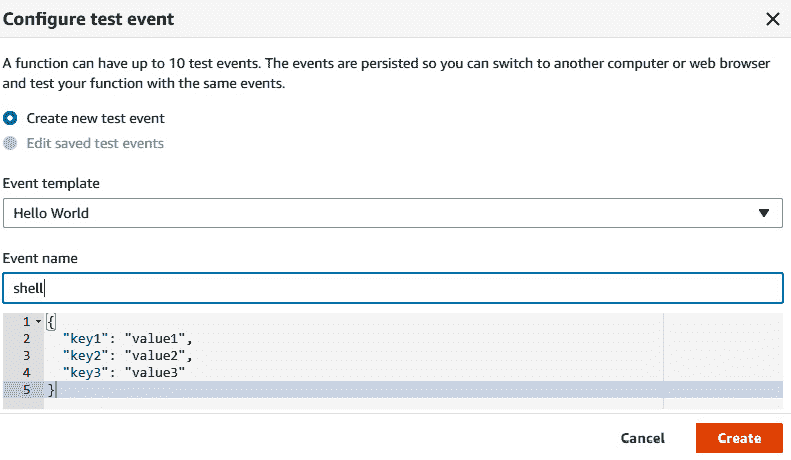 Configure test event
A function can have up to 10 test events. The events are persisted so you can switch to another computer or web browser
and test your function with the same events.
Create new test event
Edit saved test events
Event template
Hello World
Event name
shell
1 {
2 "key1": "value1",
3 "key2": "value2",
4 "key3": "value3"
5 }
Cancel Create